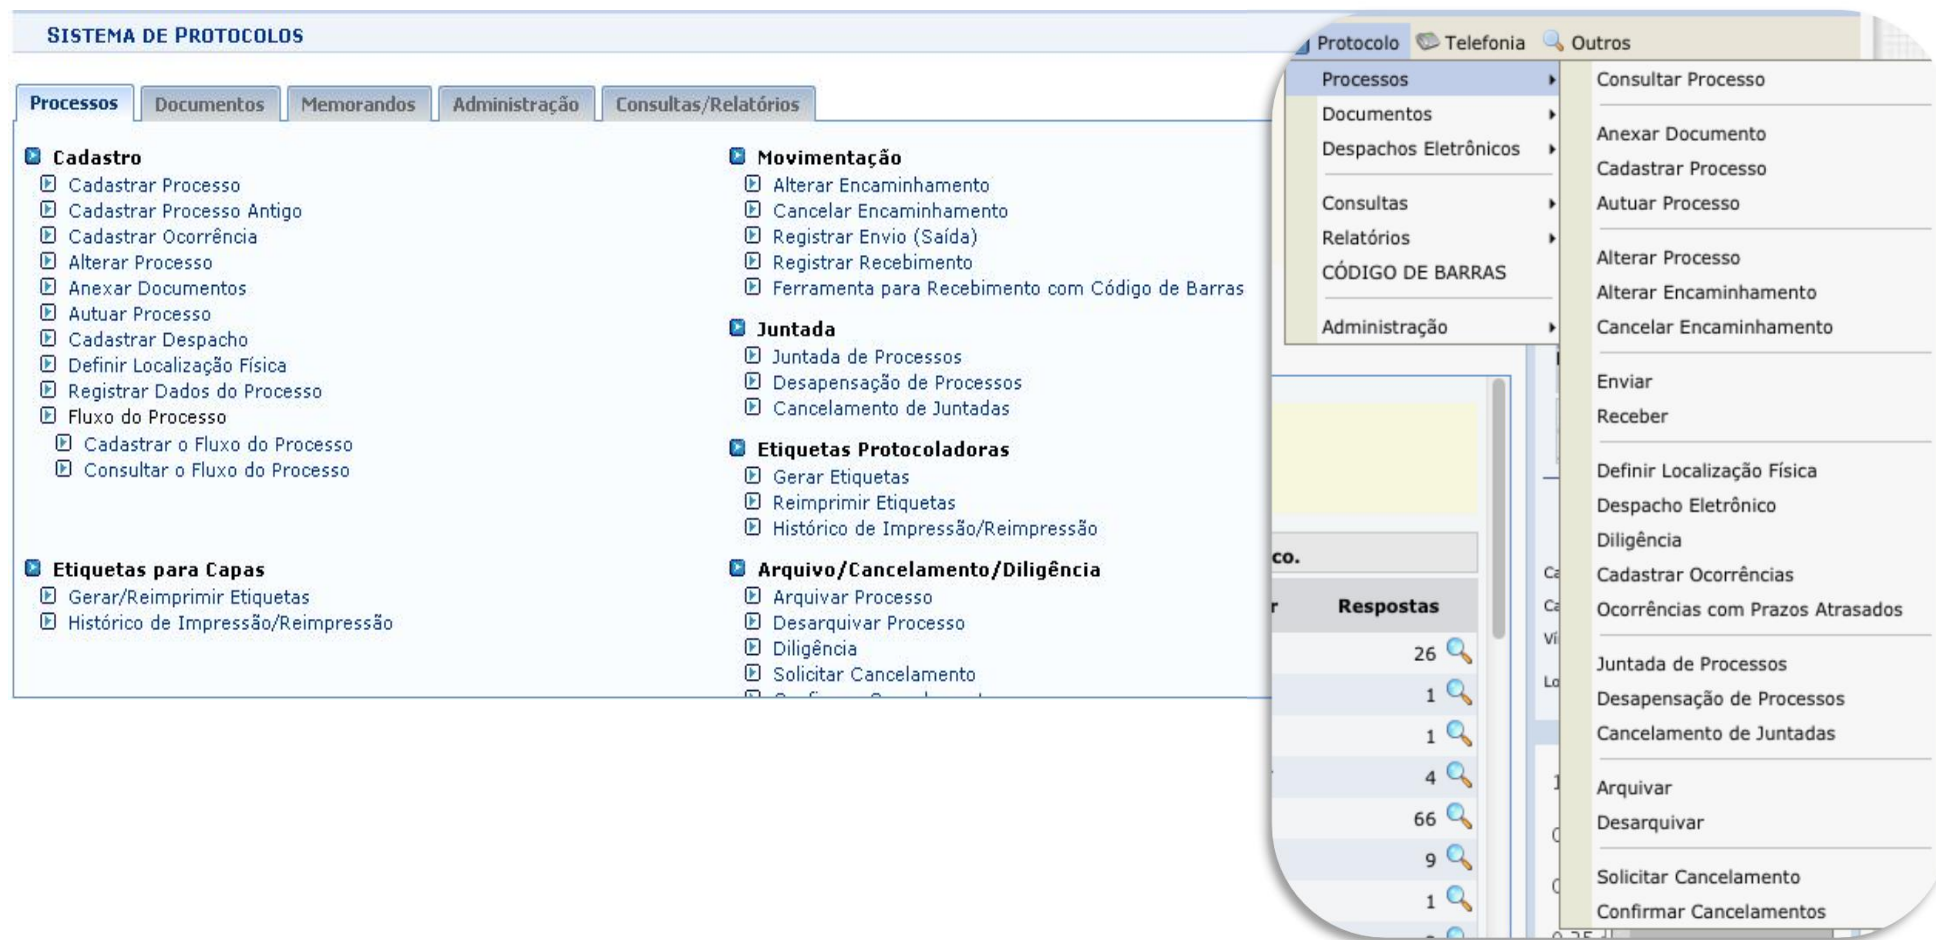 SISTEMA DE PROTOCOLOS
Processos
Documentos
Memorandos
Administração
Consultas/Relatórios
Cadastro
Cadastrar Processo
Cadastrar Processo Antigo
Cadastrar Ocorrência
Alterar Processo
Anexar Documentos
Autuar Processo
Cadastrar Despacho
Definir Localização Física
Registrar Dados do Processo
Fluxo do Processo
Cadastrar o Fluxo do Processo
Consultar o Fluxo do Processo
Etiquetas para Capas
Gerar/Reimprimir Etiquetas
Histórico de Impressão/Reimpressão
Movimentação
Alterar Encaminhamento
Cancelar Encaminhamento
Registrar Envio (Saída)
Registrar Recebimento
Ferramenta para Recebimento com Código de Barras
Juntada
Juntada de Processos
Desapensação de Processos
Cancelamento de Juntadas
Etiquetas Protocoladoras
Gerar Etiquetas
Reimprimir Etiquetas
Histórico de Impressão/Reimpressão
Arquivo/Cancelamento/Diligência
Arquivar Processo
Desarquivar Processo
Diligência
Solicitar Cancelamento
Protocolo
Telefonia
Outros
Processos
Documentos
Despachos Eletrônicos
Consultas
Relatórios
CÓDIGO DE BARRAS
Administração
co.
Respostas
26
1
1
4
66
9
1
Consultar Processo
Anexar Documento
Cadastrar Processo
Autuar Processo
Alterar Processo
Alterar Encaminhamento
Cancelar Encaminhamento
Enviar
Receber
Definir Localização Física
Despacho Eletrônico
Diligência
Cadastrar Ocorrências
Ocorrências com Prazos Atrasados
Juntada de Processos
Desapensação de Processos
Cancelamento de Juntadas
Arquivar
Desarquivar
Solicitar Cancelamento
Confirmar Cancelamentos